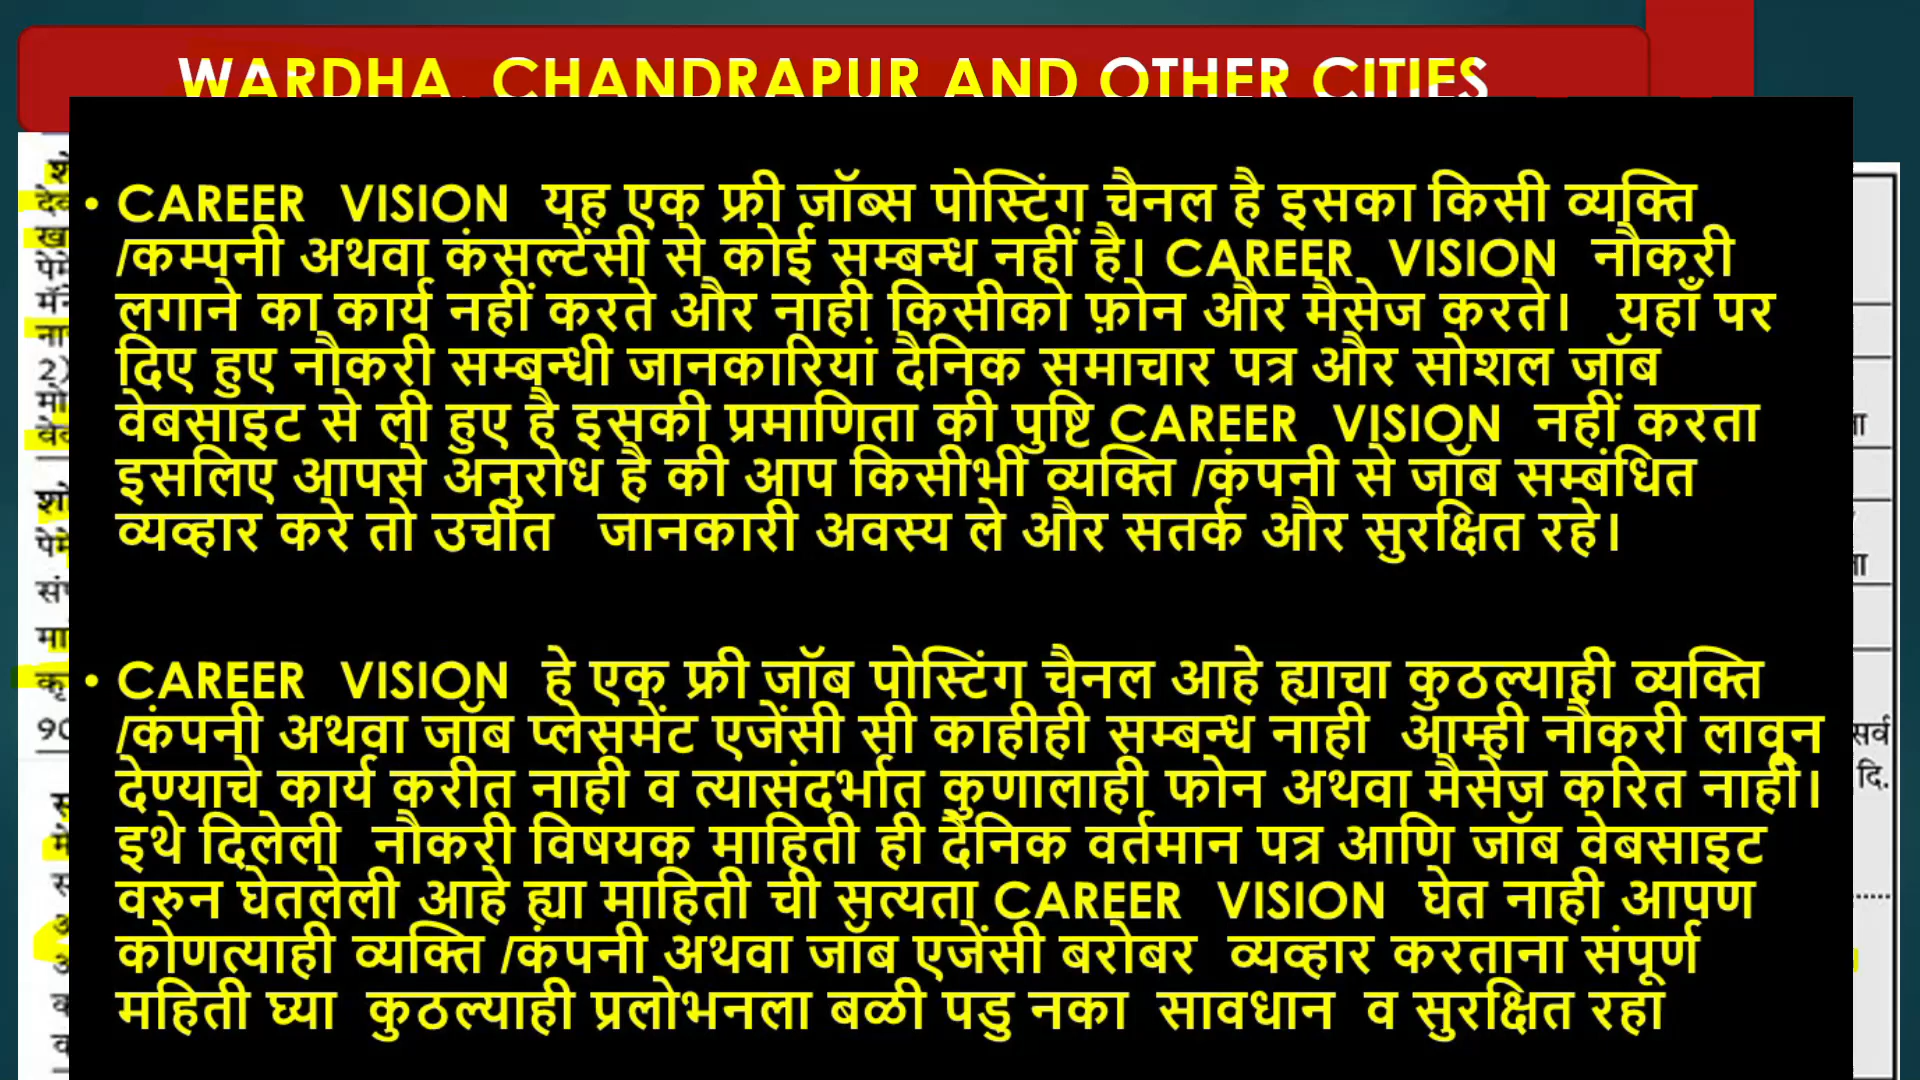 WARDHA, CHANDRAPUR AND OTHER CITIES
• CAREER VISION यह एक फ्री जॉब्स पोस्टिंग चैनल है इसका किसी व्यक्ति
/कम्पनी अथवा कंसल्टेंसी से कोई सम्बन्ध नहीं है। CAREER VISION नौकरी
लगाने का कार्य नहीं करते और नाही किसीको फ़ोन और मैसेज करते। यहाँ पर
दिए हुए नौकरी सम्बन्धी जानकारियां दैनिक समाचार पत्र और सोशल जॉब
वेबसाइट से ली हुए है इसकी प्रमाणिता की पुष्टि CAREER VISION नहीं करता
इसलिए आपसे अनुरोध है की आप किसीभी व्यक्ति /कंपनी से जॉब सम्बंधित
व्यव्हार करे तो उचीत जानकारी अवस्य ले और सतर्क और सुरक्षित रहे।
• CAREER VISION हे एक फ्री जॉब पोस्टिंग चैनल आहे ह्याचा कुठल्याही व्यक्ति
/कंपनी अथवा जॉब प्लेसमेंट एजेंसी सी काहीही सम्बन्ध नाही आम्ही नौकरी लावून
देण्याचे कार्य करीत नाही व त्यासंदर्भात कुणालाही फोन अथवा मैसेज करित नाही।
इथे दिलेली नौकरी विषयक माहिती ही दैनिक वर्तमान पत्र आणि जॉब वेबसाइट
वरुन घेतलेली आहे ह्या माहिती ची सत्यता CAREER VISION घेत नाही आपण
कोणत्याही व्यक्ति /कंपनी अथवा जॉब एजेंसी बरोबर व्यव्हार करताना संपूर्ण
महिती घ्या कुठल्याही प्रलोभनला बळी पडु नका सावधान व सुरक्षित रहा
सर्व
दि.